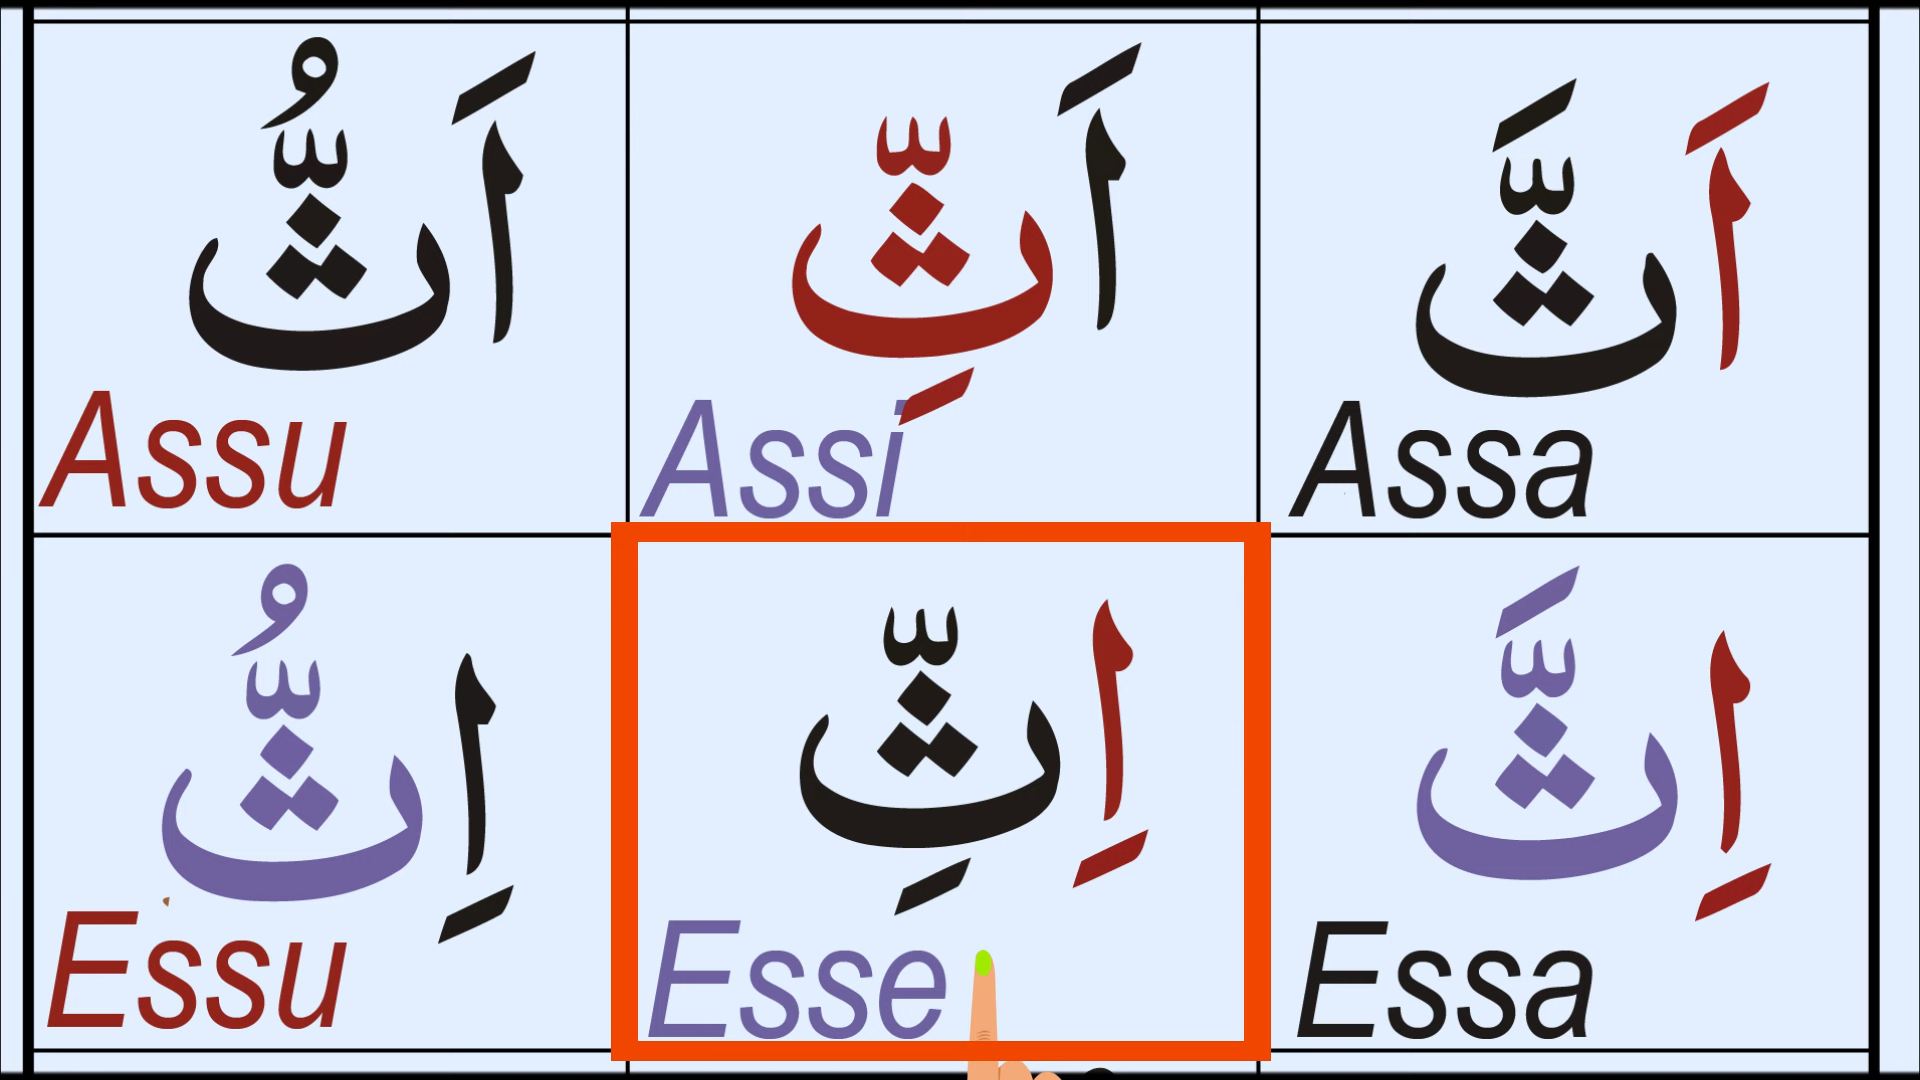 اَثَّ اَثِّ اَثُّ
Assa Assi Assu
اِثَّ اِثِّ اِثُّ
Essa Esse Essu